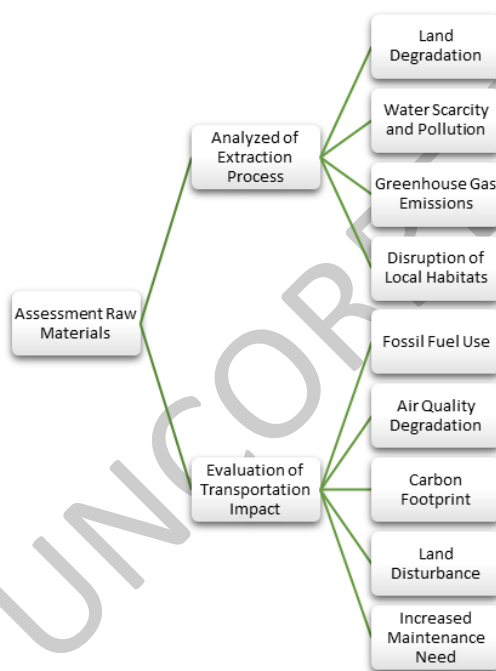 Assessment Raw
Materials
Analyzed of
Extraction
Process
Land
Degradation
Water Scarcity
and Pollution
Greenhouse Gas
Emissions
Disruption of
Local Habitats
Evaluation of
Transportation
Impact
Fossil Fuel Use
Air Quality
Degradation
Carbon
Footprint
Land
Disturbance
Increased
Maintenance
Need